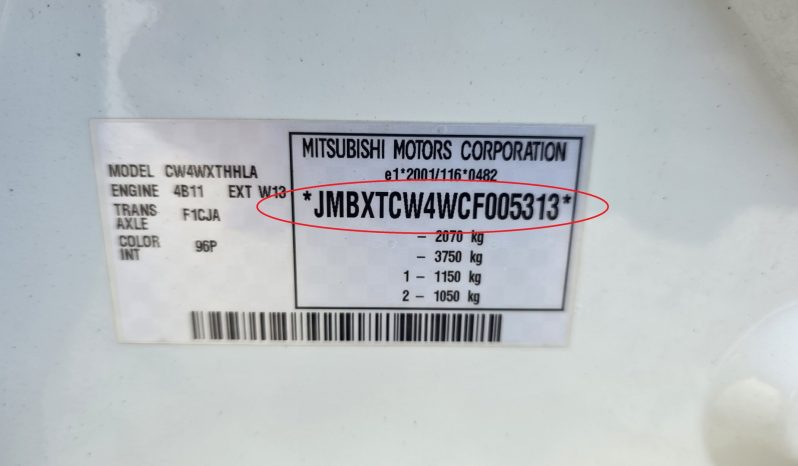 MODEL CW4WXTHHLA
ENGINE 4B11 EXT W13
TRANS AXLE F1CJA
COLOR INT 96P
MITSUBISHI MOTORS CORPORATION
e1*2001/116*0482
*JMBXTCW4WCF005313*
– 2070 kg
– 3750 kg
1 – 1150 kg
2 – 1050 kg